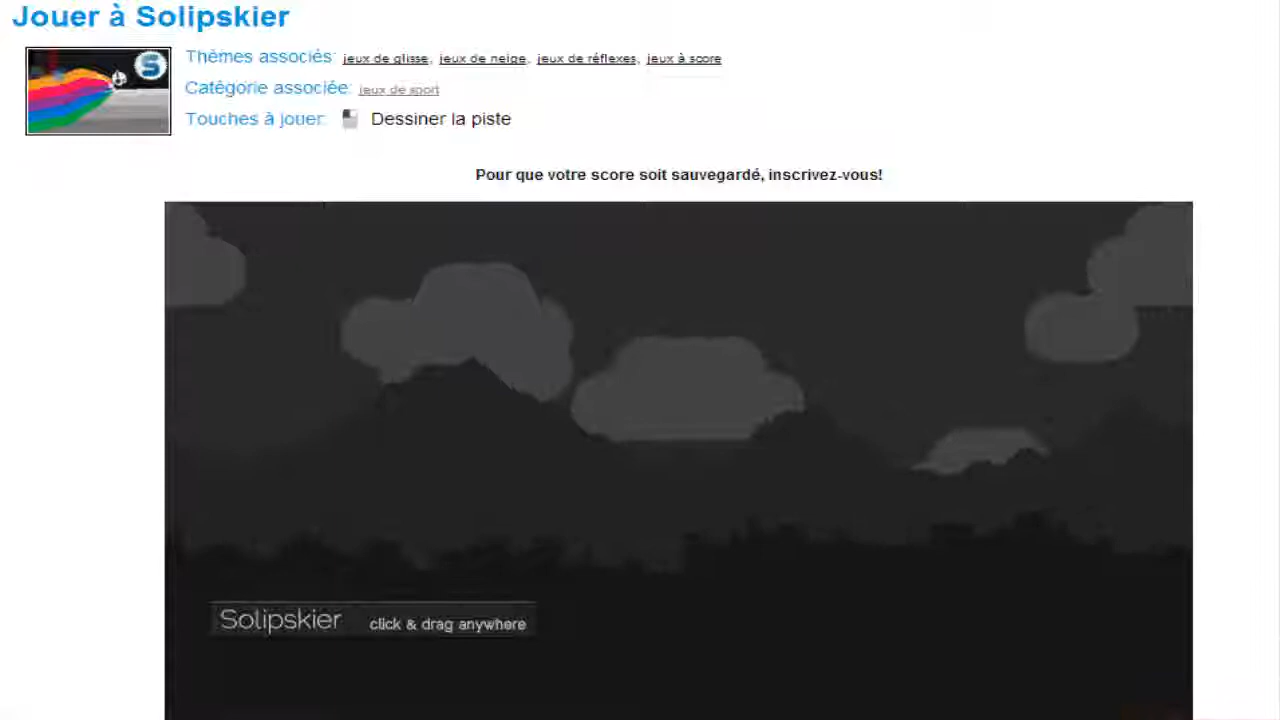 Jouer à Solipskier
Thèmes associés: jeux de glisse, jeux de neige, jeux de réflexes, jeux à score
Catégorie associée: jeux de sport
Touches à jouer: Dessiner la piste
Pour que votre score soit sauvegardé, inscrivez-vous!
Solipskier click & drag anywhere